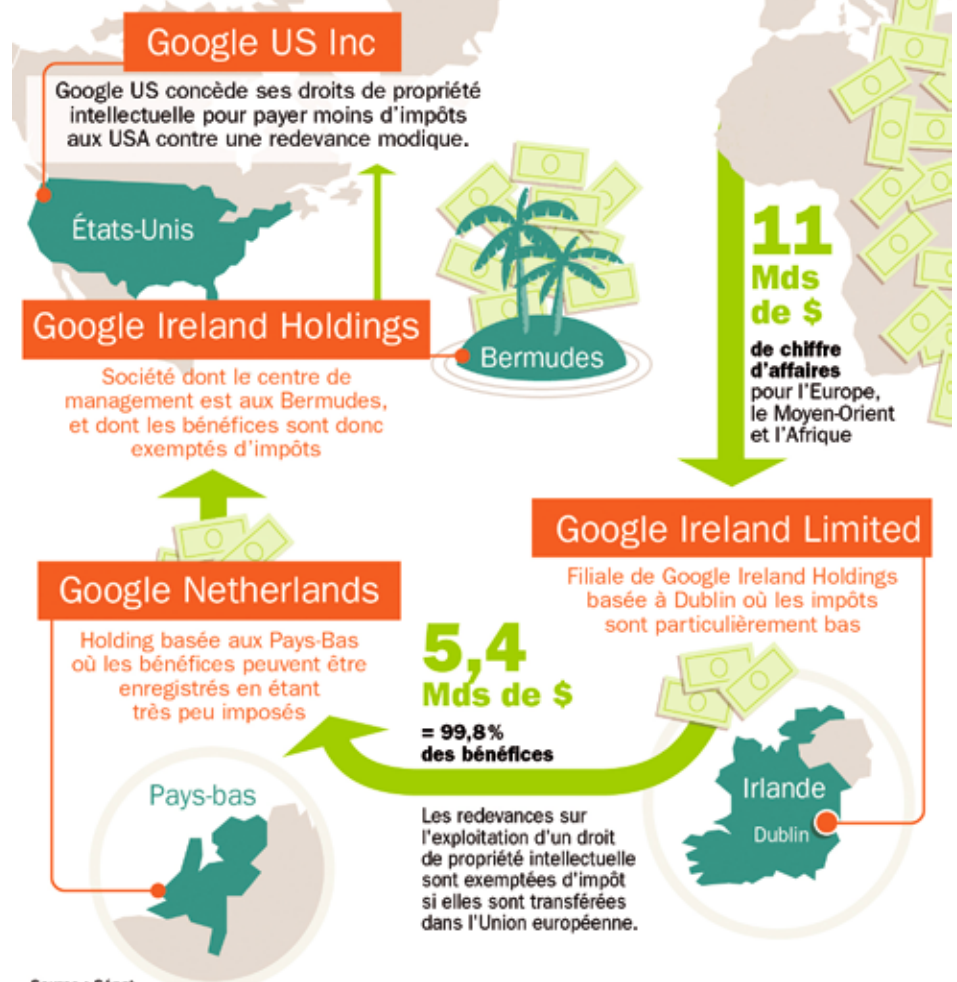 Google US Inc
Google US concède ses droits de propriété
intellectuelle pour payer moins d'impôts
aux USA contre une redevance modique.
États-Unis
Google Ireland Holdings
Société dont le centre de
management est aux Bermudes,
et dont les bénéfices sont donc
exemptés d'impôts
Bermudes
11
Mds
de $
de chiffre
d'affaires
pour l'Europe,
le Moyen-Orient
et l'Afrique
Google Ireland Limited
Filiale de Google Ireland Holdings
basée à Dublin où les impôts
sont particulièrement bas
Google Netherlands
Holding basée aux Pays-Bas
où les bénéfices peuvent être
enregistrés en étant
très peu imposés
5,4
Mds de $
= 99,8%
des bénéfices
Les redevances sur
l'exploitation d'un droit
de propriété intellectuelle
sont exemptées d'impôt
si elles sont transférées
dans l'Union européenne.
Pays-bas
Irlande
Dublin